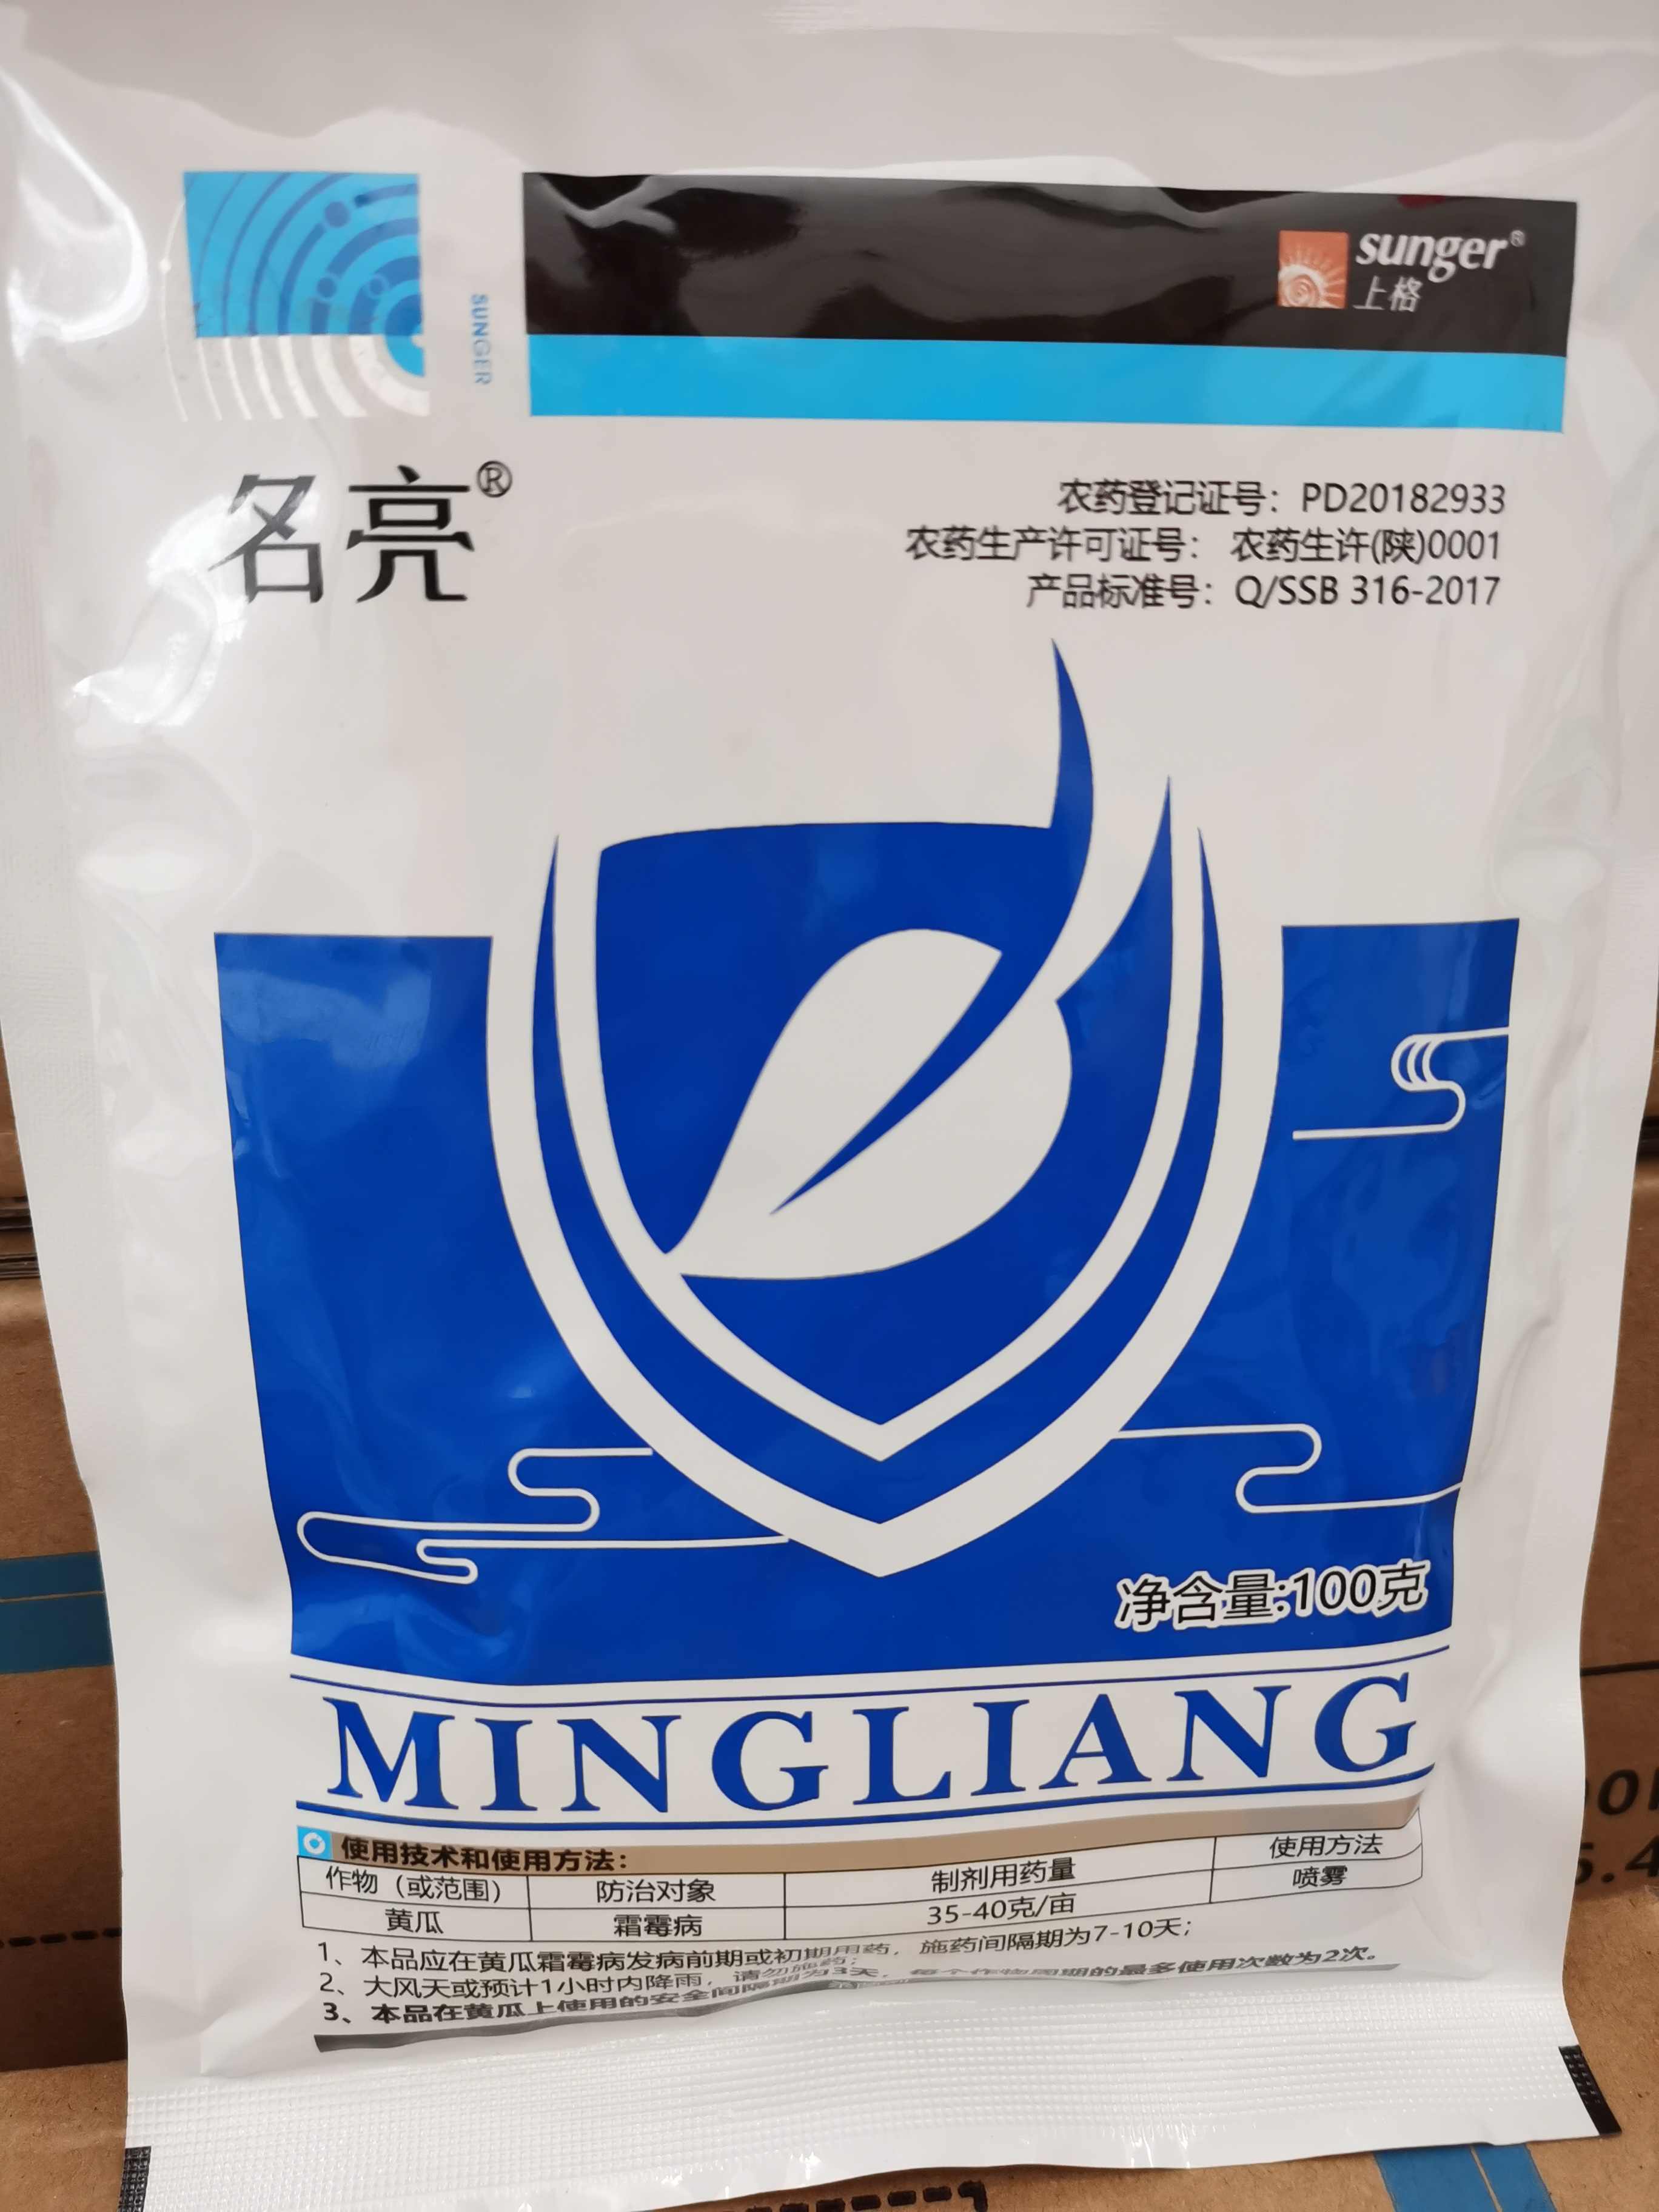 sunger®
上格
SUNGER
名亮®
农药登记证号：PD20182933
农药生产许可证号： 农药生许(陕)0001
产品标准号：Q/SSB 316-2017
净含量:100克
MINGLIANG
使用技术和使用方法：
作物（或范围） 防治对象 制剂用药量 使用方法
黄瓜 霜霉病 35-40克/亩 喷雾
1、本品应在黄瓜霜霉病发病前期或初期用药，施药间隔期为7-10天；
2、大风天或预计1小时内降雨，请勿施药；
3、本品在黄瓜上使用的安全间隔期为3天，每个作物周期的最多使用次数为2次。